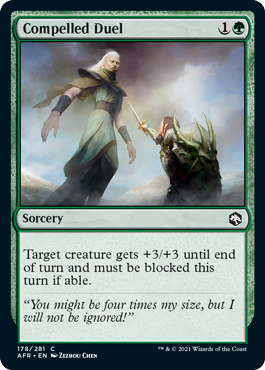 Compelled Duel 1
Sorcery
Target creature gets +3/+3 until end
of turn and must be blocked this
turn if able.
“You might be four times my size, but I
will not be ignored!”
178/281 C
AFR • EN ZEZHOU CHEN
™ & © 2021 Wizards of the Coast